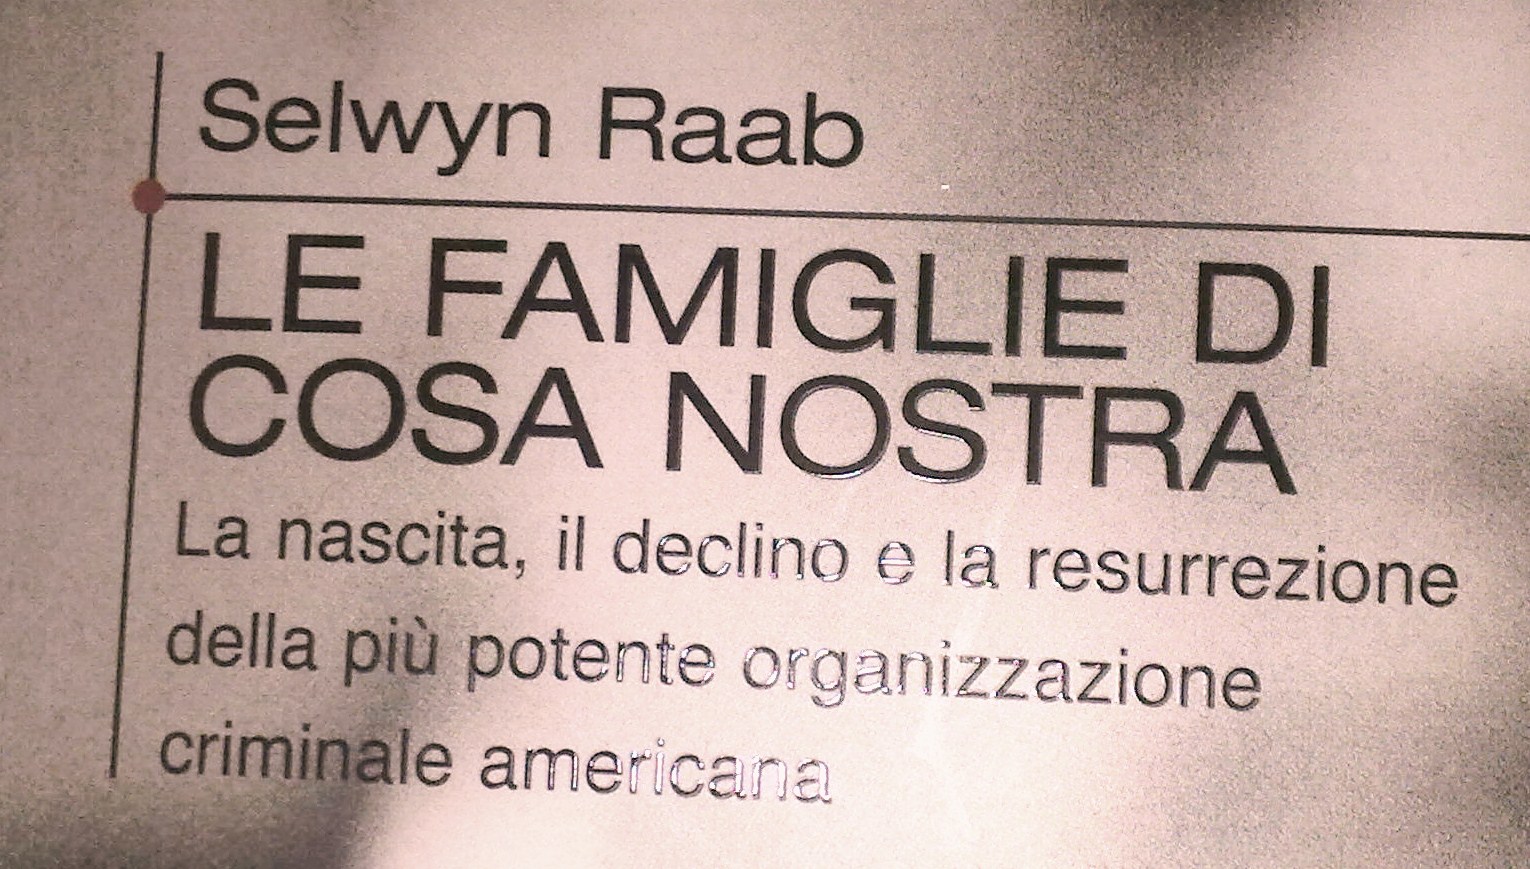 Selwyn Raab
LE FAMIGLIE DI
COSA NOSTRA
La nascita, il declino e la resurrezione
della più potente organizzazione
criminale americana